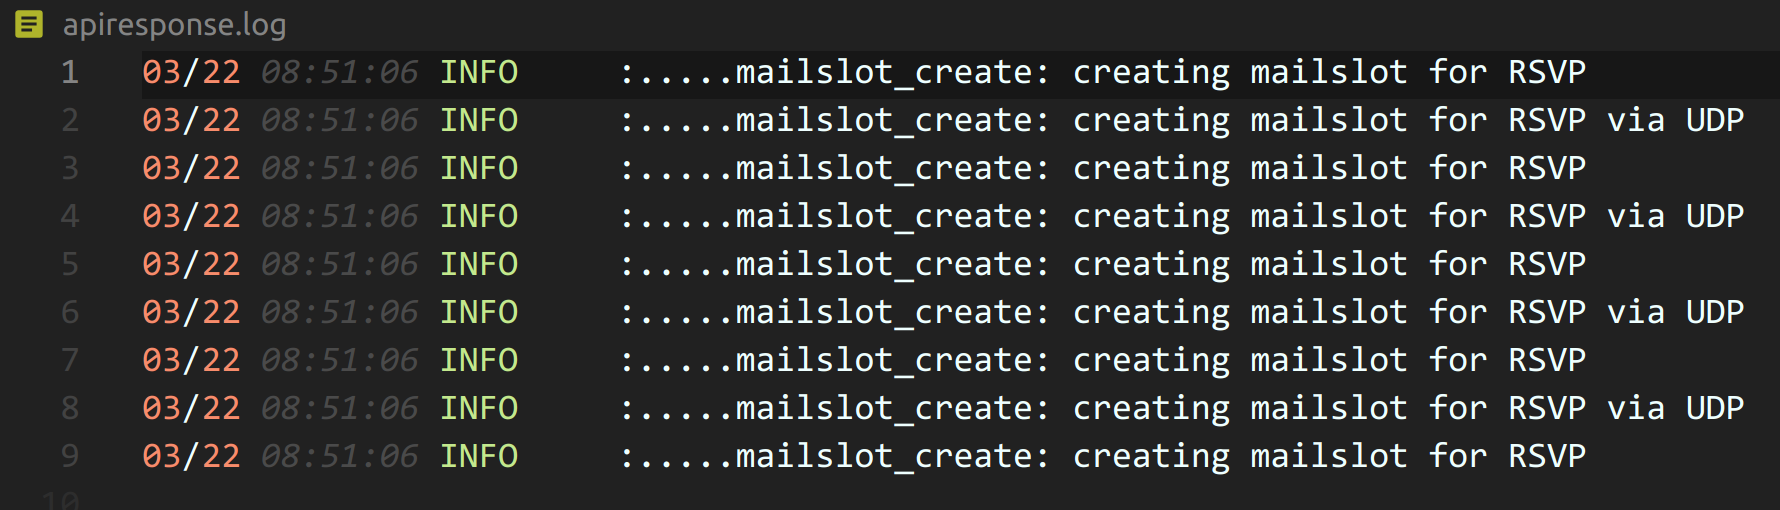 apiresponse.log
1 03/22 08:51:06 INFO :.....mailslot_create: creating mailslot for RSVP
2 03/22 08:51:06 INFO :.....mailslot_create: creating mailslot for RSVP via UDP
3 03/22 08:51:06 INFO :.....mailslot_create: creating mailslot for RSVP
4 03/22 08:51:06 INFO :.....mailslot_create: creating mailslot for RSVP via UDP
5 03/22 08:51:06 INFO :.....mailslot_create: creating mailslot for RSVP
6 03/22 08:51:06 INFO :.....mailslot_create: creating mailslot for RSVP via UDP
7 03/22 08:51:06 INFO :.....mailslot_create: creating mailslot for RSVP
8 03/22 08:51:06 INFO :.....mailslot_create: creating mailslot for RSVP via UDP
9 03/22 08:51:06 INFO :.....mailslot_create: creating mailslot for RSVP
10